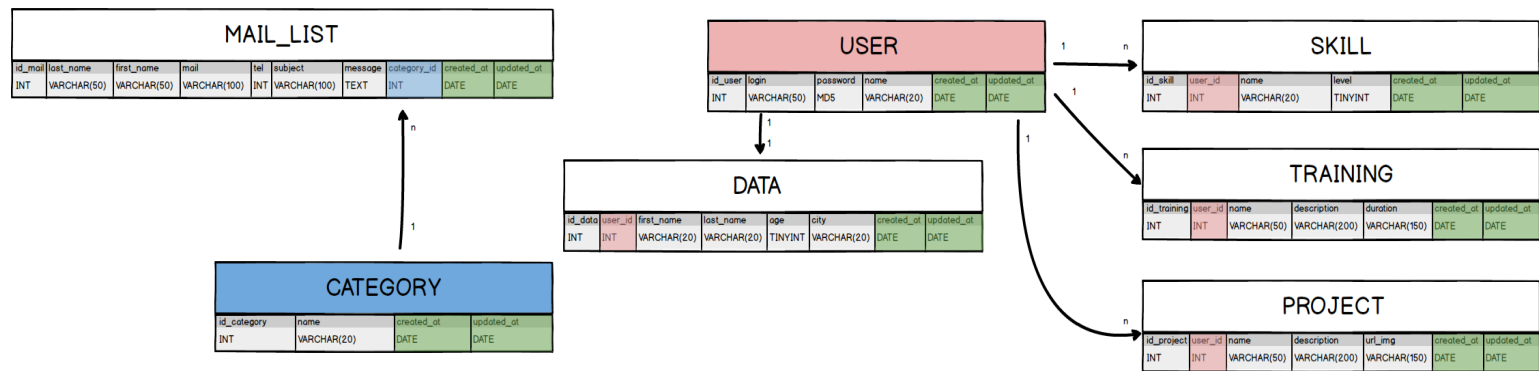 MAIL_LIST
id_mail last_name first_name mail tel subject message category_id created_at updated_at
INT VARCHAR(50) VARCHAR(50) VARCHAR(100) INT VARCHAR(100) TEXT INT DATE DATE
n
1
CATEGORY
id_category name created_at updated_at
INT VARCHAR(20) DATE DATE
USER
id_user login password name created_at updated_at
INT VARCHAR(50) MD5 VARCHAR(20) DATE DATE
1 n
1
n
1
1
1
n
DATA
id_data user_id first_name last_name age city created_at updated_at
INT INT VARCHAR(20) VARCHAR(20) TINYINT VARCHAR(20) DATE DATE
SKILL
id_skill user_id name level created_at updated_at
INT INT VARCHAR(20) TINYINT DATE DATE
TRAINING
id_training user_id name description duration created_at updated_at
INT INT VARCHAR(50) VARCHAR(200) VARCHAR(150) DATE DATE
PROJECT
id_project user_id name description url_img created_at updated_at
INT INT VARCHAR(50) VARCHAR(200) VARCHAR(150) DATE DATE